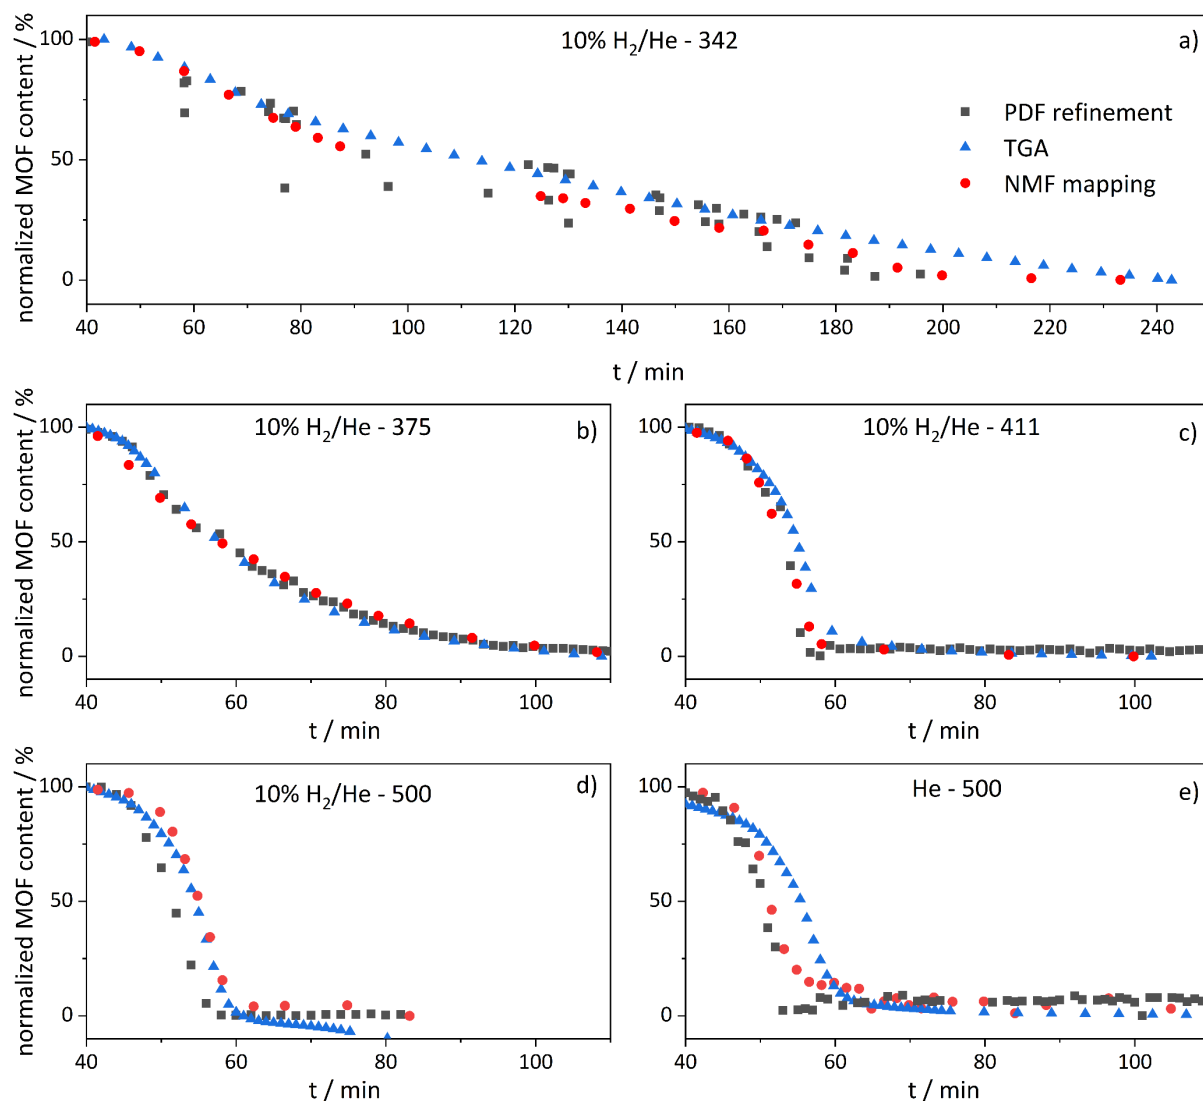 10% H₂/He - 342
a)
normalized MOF content / %
100
50
0
PDF refinement
TGA
NMF mapping
40 60 80 100 120 140 160 180 200 220 240
t / min
10% H₂/He - 375
b)
normalized MOF content / %
100
50
0
40 60 80 100
t / min
10% H₂/He - 411
c)
100
50
0
40 60 80 100
t / min
10% H₂/He - 500
d)
normalized MOF content / %
100
50
0
40 60 80 100
t / min
He - 500
e)
100
50
0
40 60 80 100
t / min